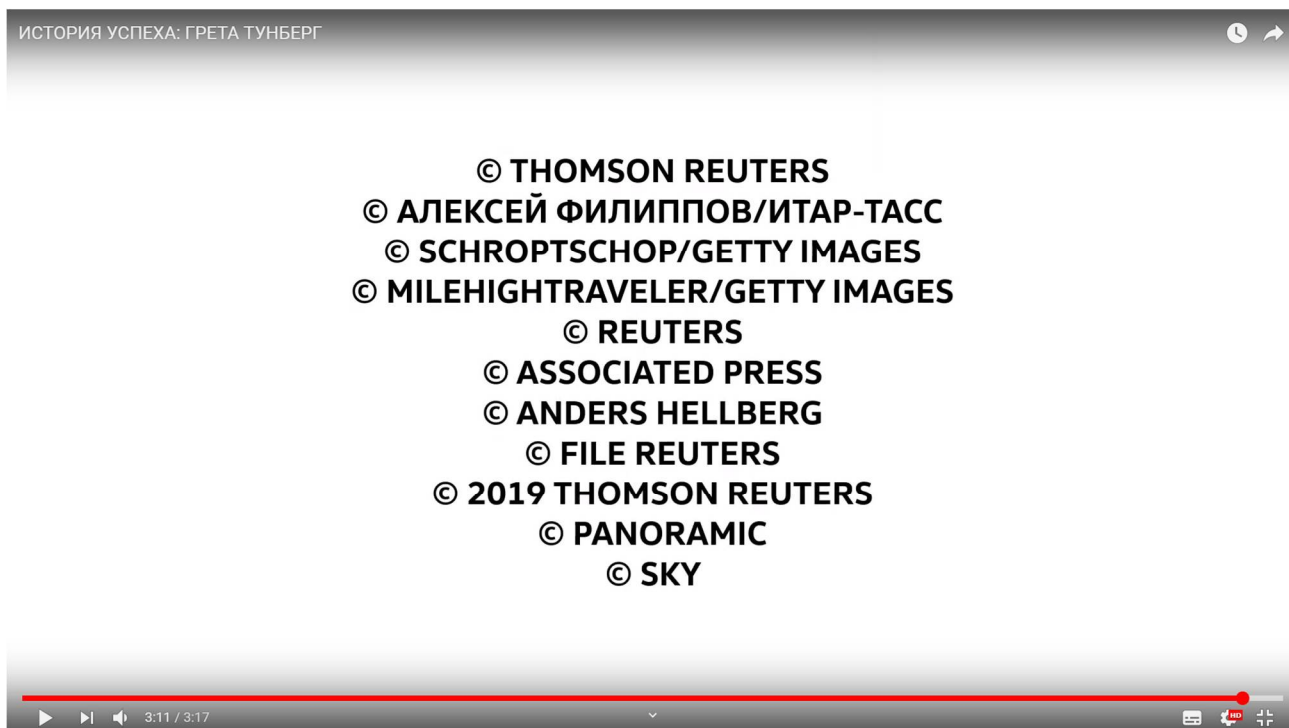 ИСТОРИЯ УСПЕХА: ГРЕТА ТУНБЕРГ
© THOMSON REUTERS
© АЛЕКСЕЙ ФИЛИППОВ/ИТАР-ТАСС
© SCHROPTSCHOP/GETTY IMAGES
© MILEHIGHTRAVELER/GETTY IMAGES
© REUTERS
© ASSOCIATED PRESS
© ANDERS HELLBERG
© FILE REUTERS
© 2019 THOMSON REUTERS
© PANORAMIC
© SKY
3:11 / 3:17
HD